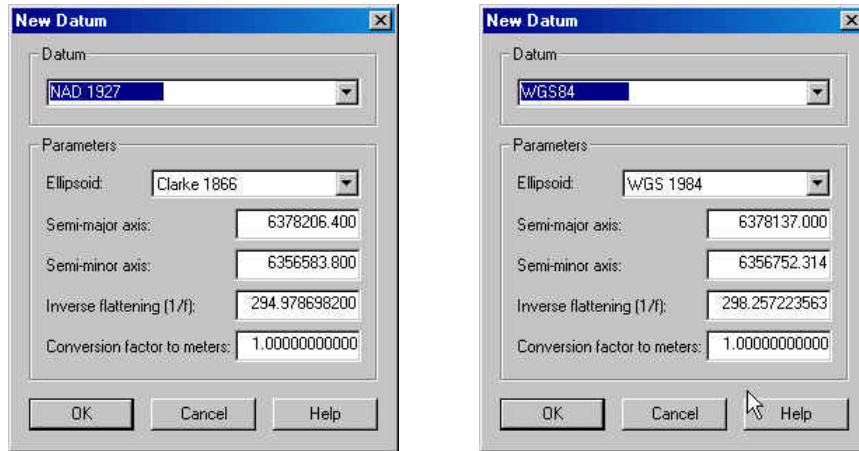 New Datum
Datum
NAD 1927
Parameters
Ellipsoid: Clarke 1866
Semi-major axis: 6378206.400
Semi-minor axis: 6356583.800
Inverse flattening (1/f): 294.978698200
Conversion factor to meters: 1.00000000000
OK Cancel Help
New Datum
Datum
WGS84
Parameters
Ellipsoid: WGS 1984
Semi-major axis: 6378137.000
Semi-minor axis: 6356752.314
Inverse flattening (1/f): 298.257223563
Conversion factor to meters: 1.00000000000
OK Cancel Help